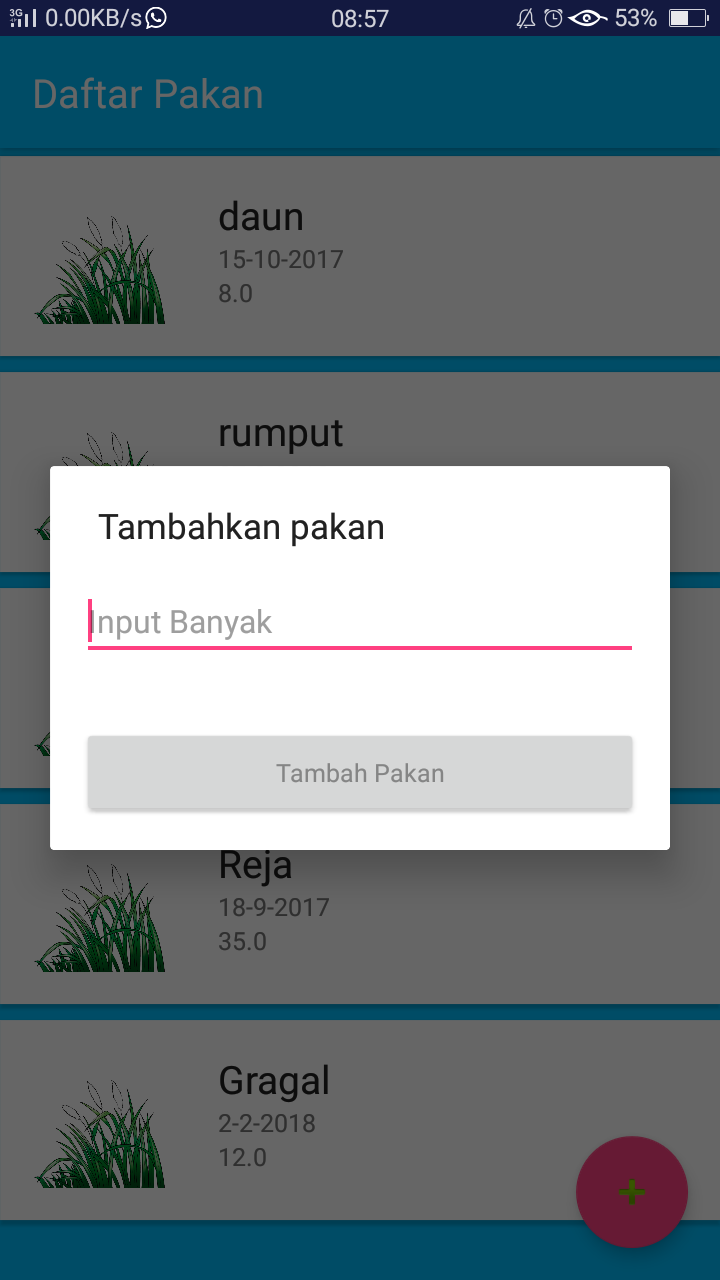 3G 0.00KB/s 08:57 53%
Daftar Pakan
daun
15-10-2017
8.0
rumput
Tambahkan pakan
Input Banyak
Tambah Pakan
Reja
18-9-2017
35.0
Gragal
2-2-2018
12.0